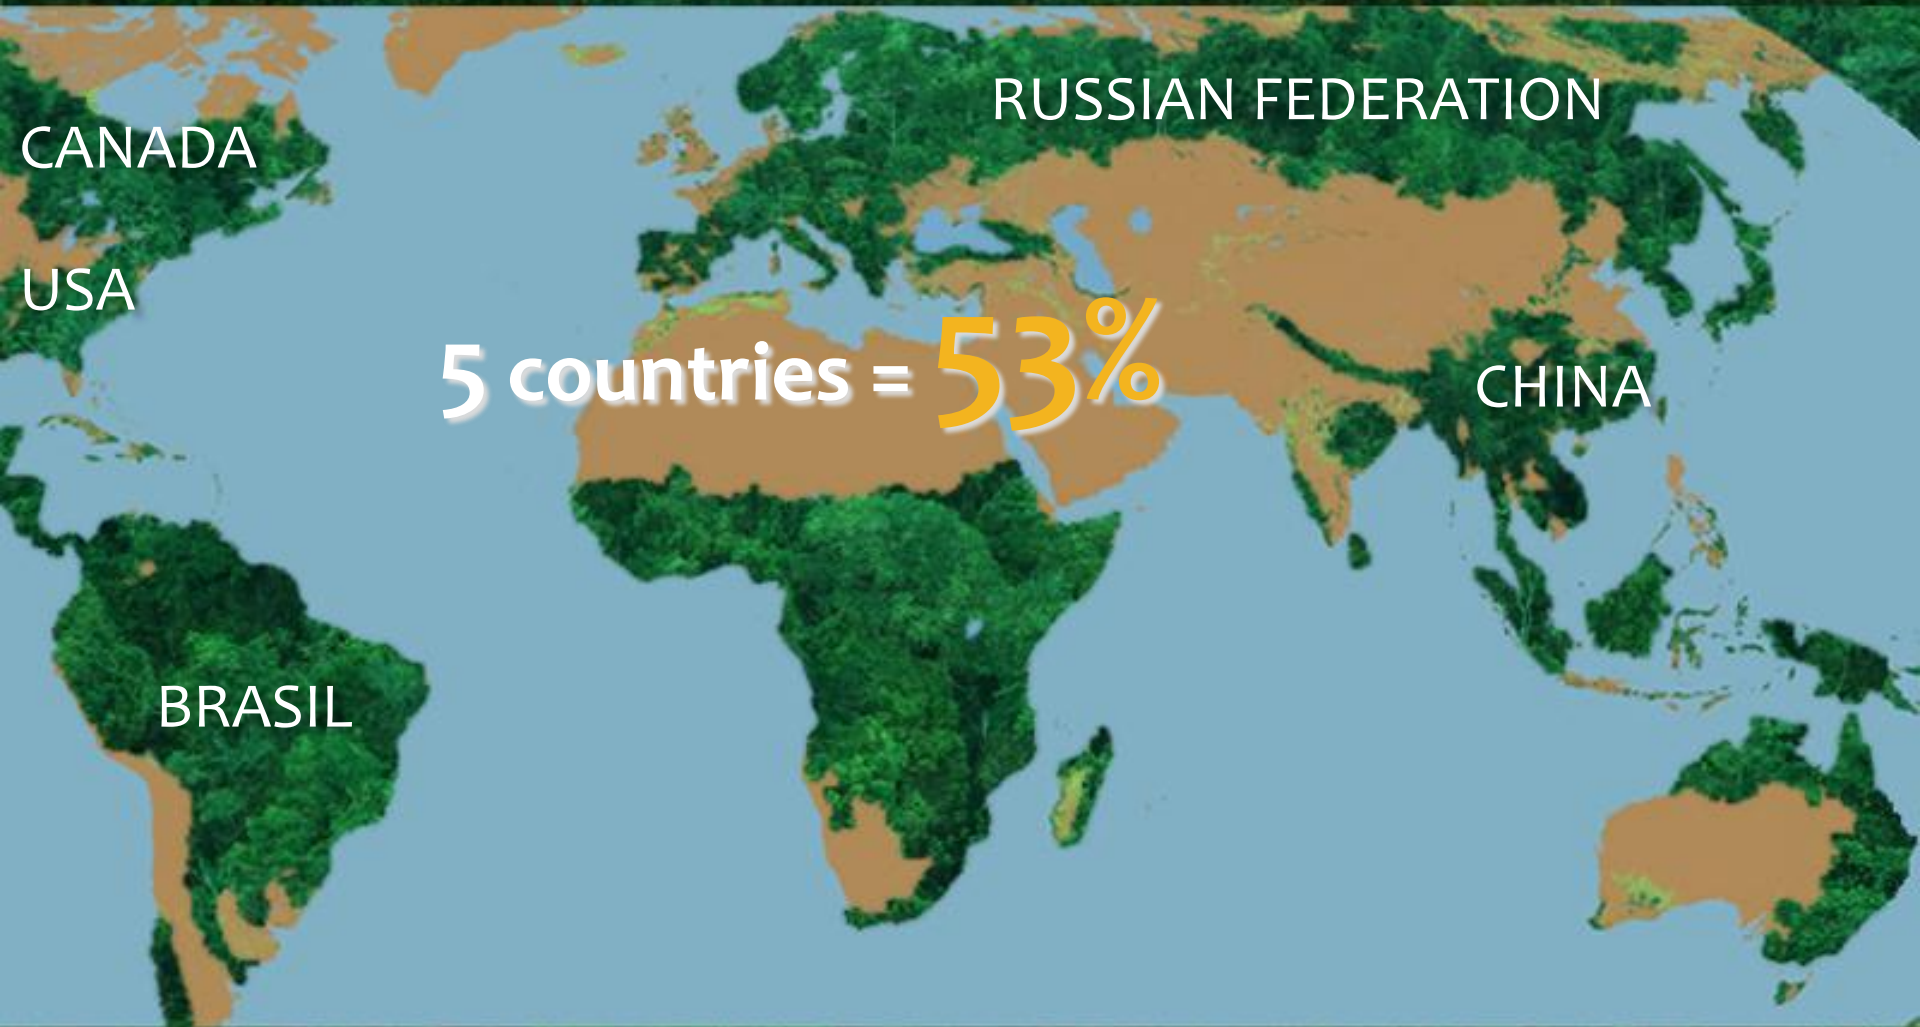 RUSSIAN FEDERATION
CANADA
USA
5 countries = 53%
CHINA
BRASIL